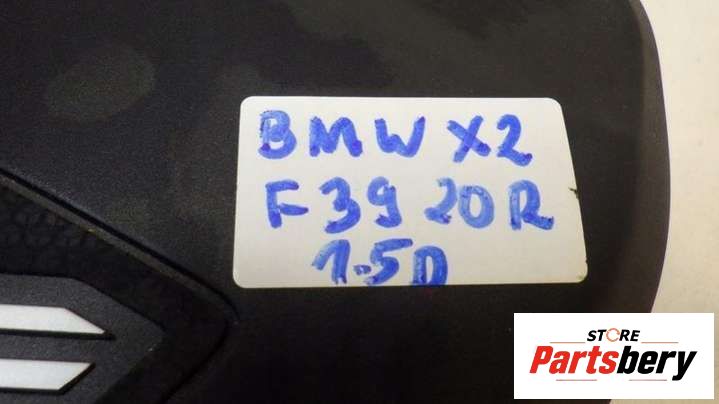 BMW X2
F39 20R
1.5D
STORE
Partsbery